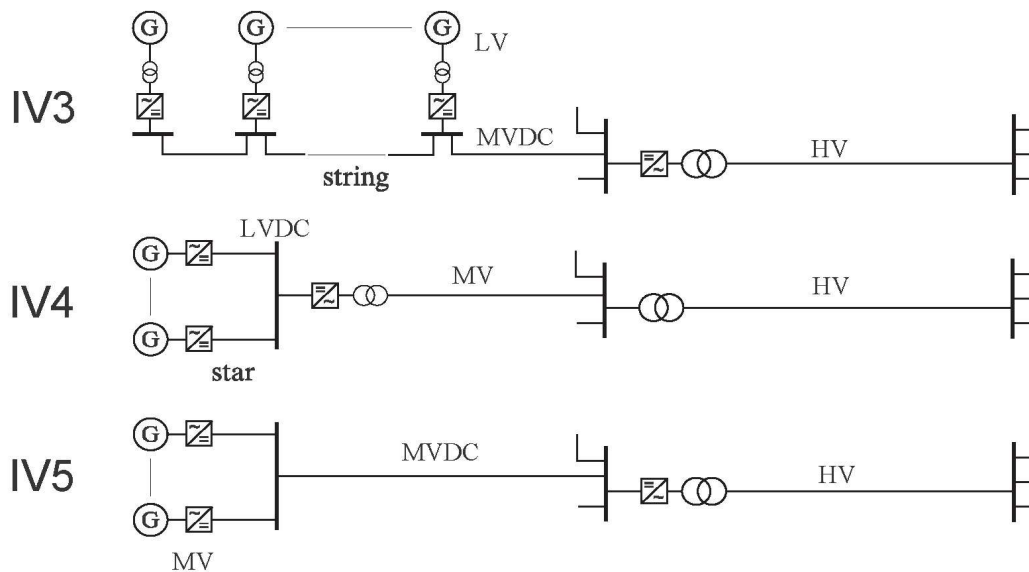 G G G LV
IV3
MVDC HV
string
LVDC
G
MV HV
IV4
G
star
G
MVDC HV
IV5
G
MV